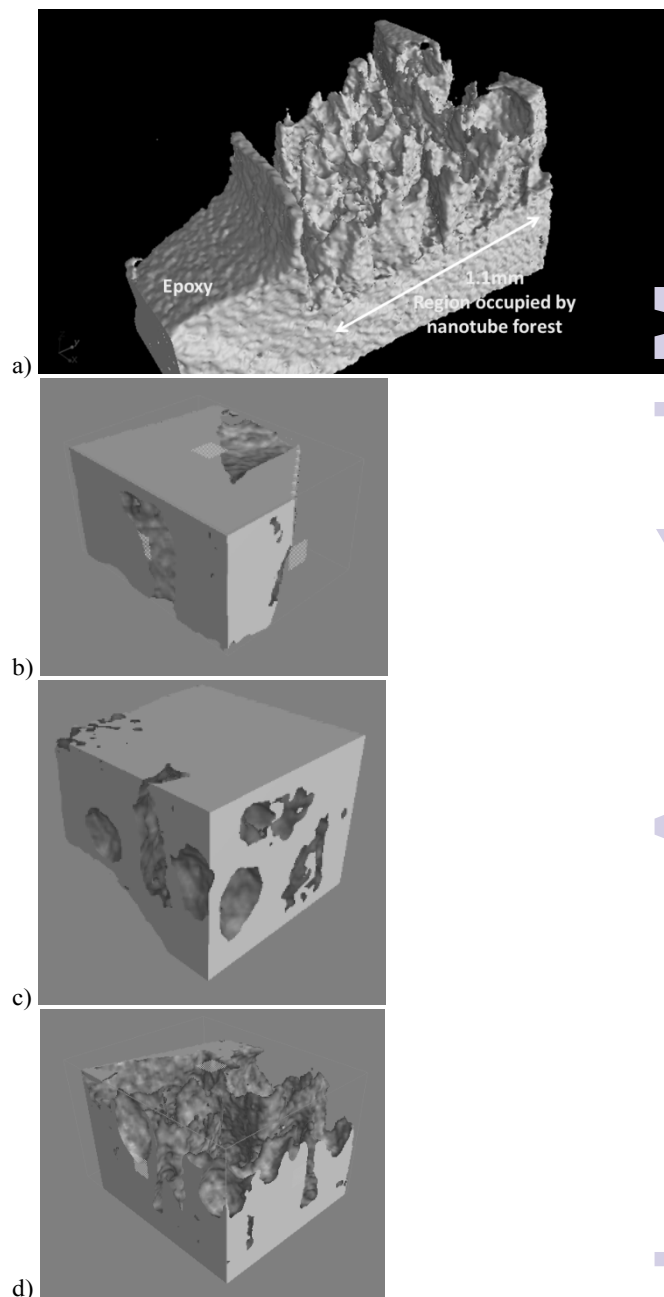 Epoxy
1.1mm
Region occupied by
nanotube forest
a)
b)
c)
d)